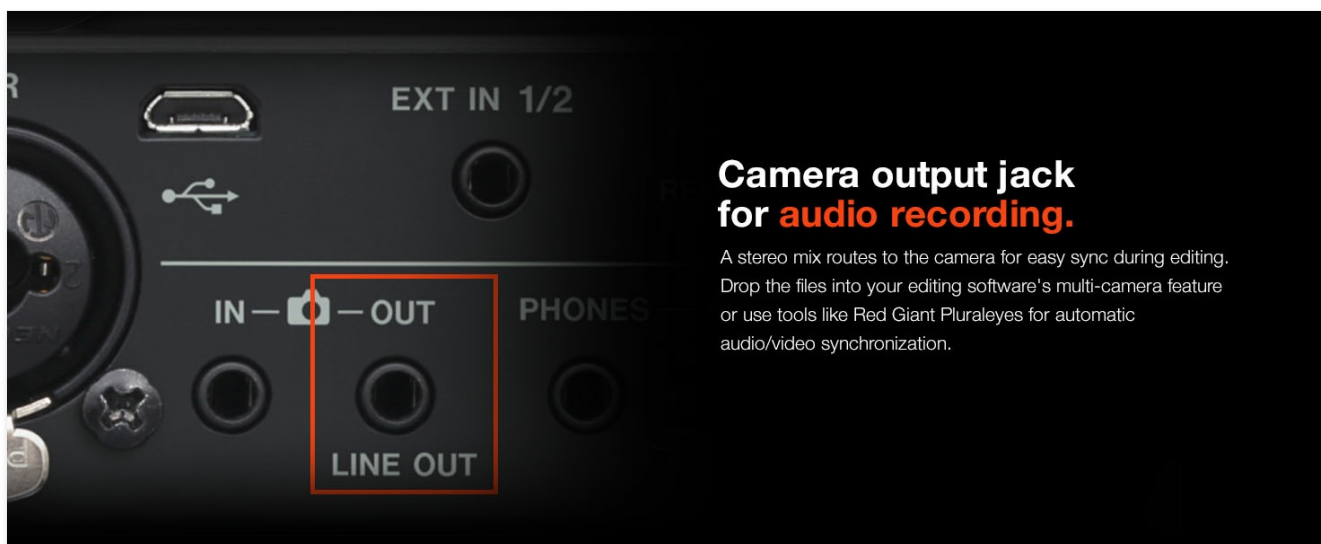 EXT IN 1/2
IN
OUT
PHONES
LINE OUT
Camera output jack
for audio recording.
A stereo mix routes to the camera for easy sync during editing.
Drop the files into your editing software's multi-camera feature
or use tools like Red Giant Pluraleyes for automatic
audio/video synchronization.